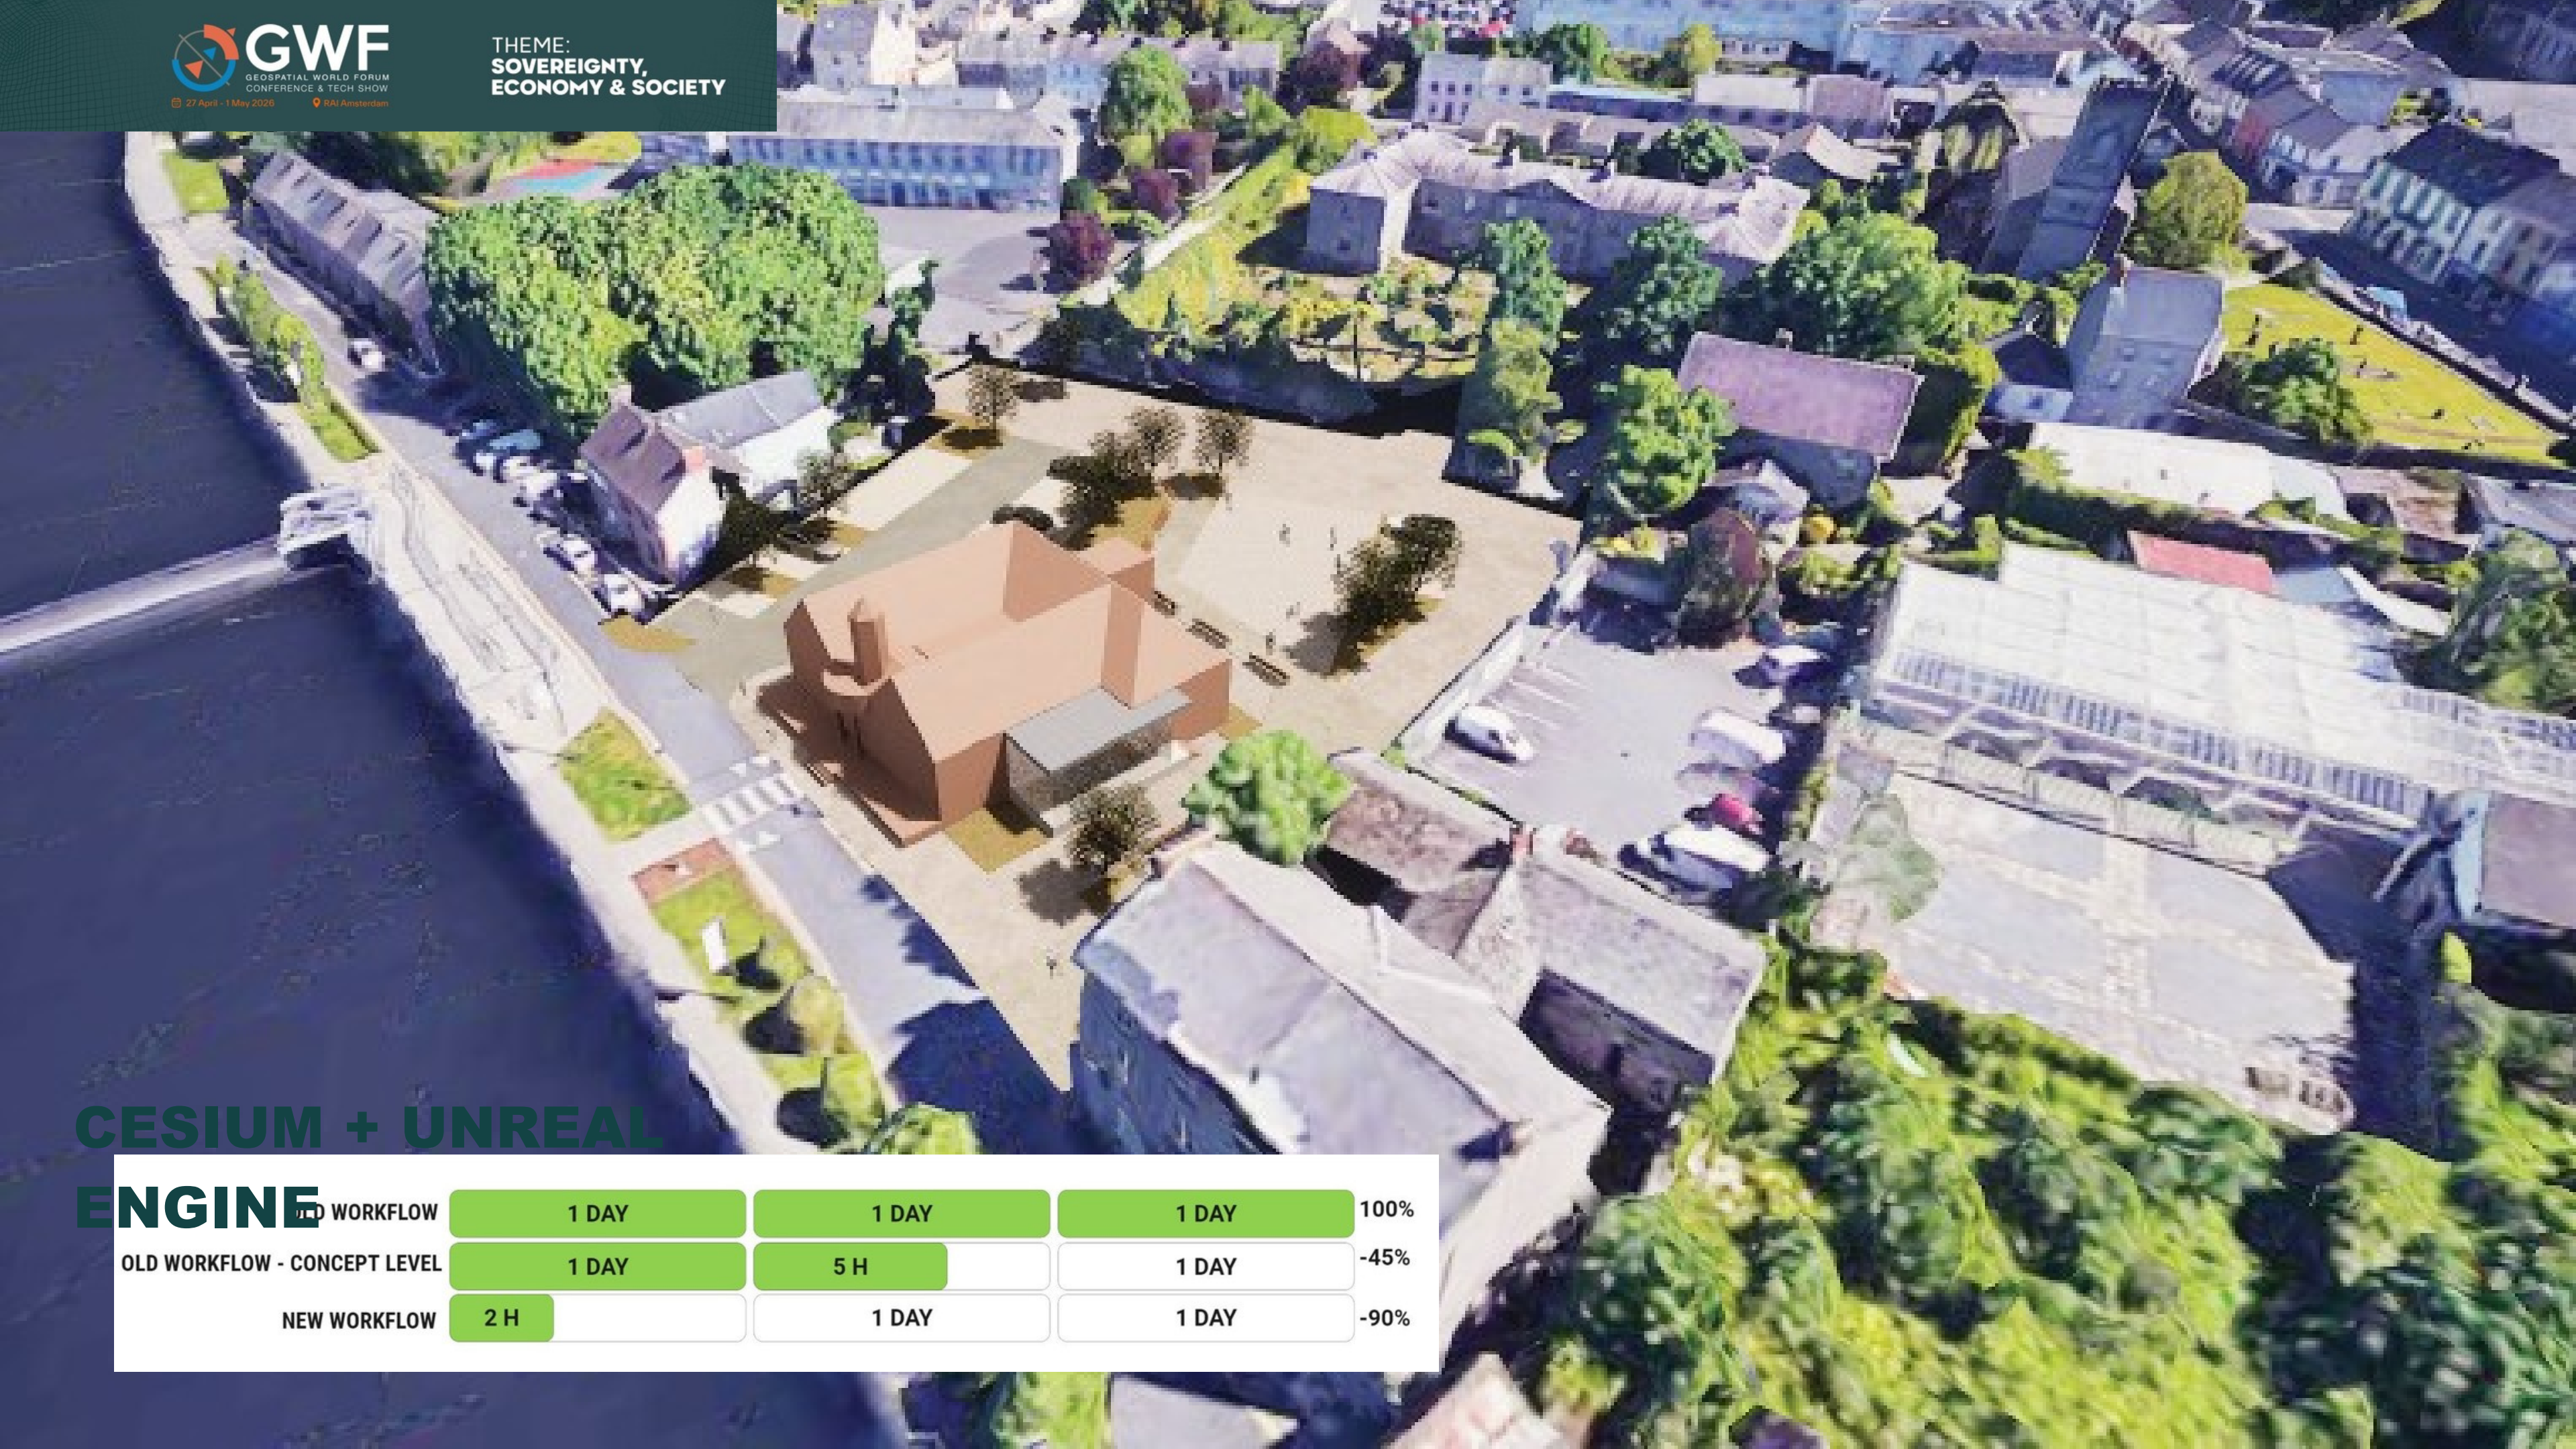 GWF
GEOSPATIAL WORLD FORUM
CONFERENCE & TECH SHOW
27 April - 1 May 2026 RAI Amsterdam
THEME:
SOVEREIGNTY,
ECONOMY & SOCIETY
CESIUM + UNREAL
ENGINE
WORKFLOW 1 DAY 1 DAY 1 DAY 100%
OLD WORKFLOW - CONCEPT LEVEL 1 DAY 5 H 1 DAY -45%
NEW WORKFLOW 2 H 1 DAY 1 DAY -90%